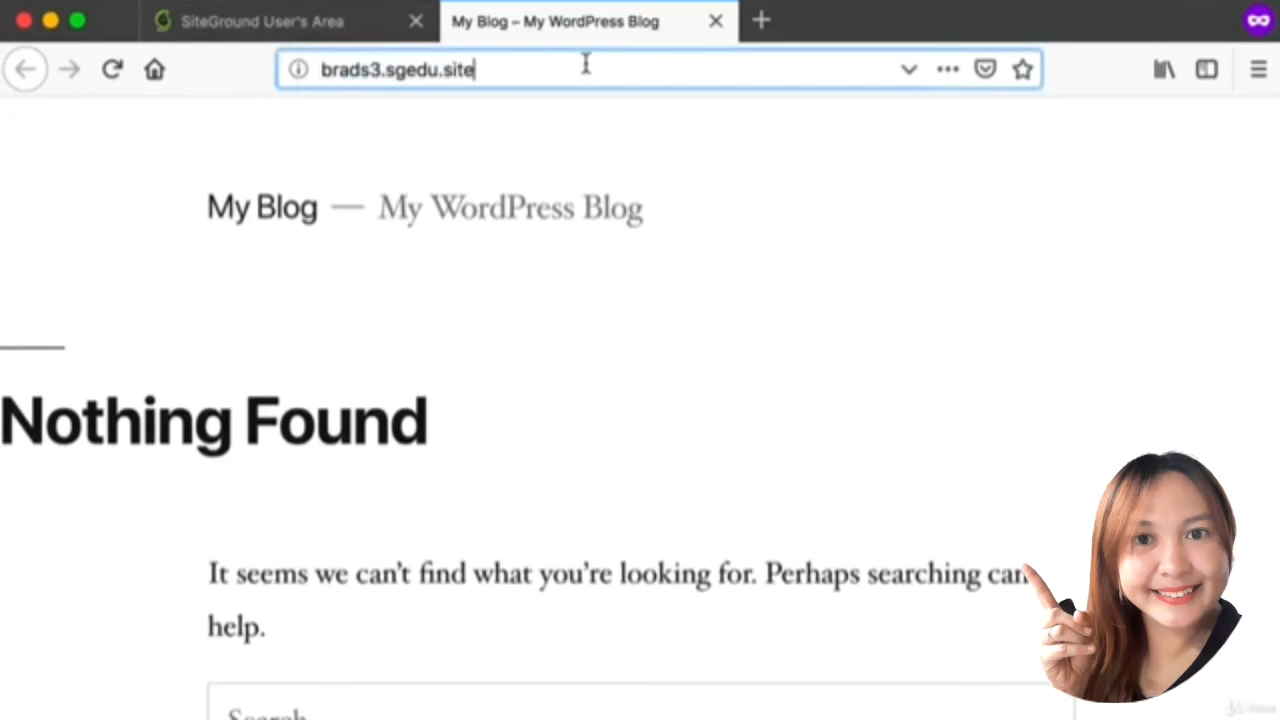 SiteGround User's Area
My Blog – My WordPress Blog
brads3.sgedu.site
My Blog — My WordPress Blog
Nothing Found
It seems we can't find what you're looking for. Perhaps searching can
help.
Search